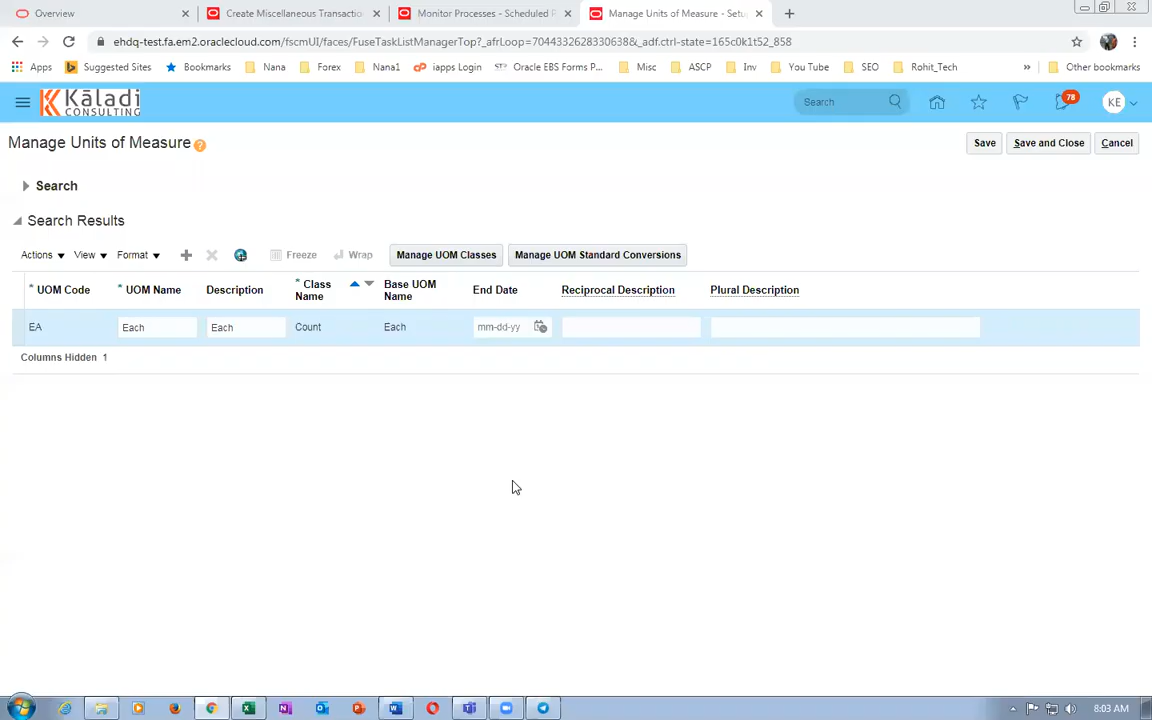 Overview
Create Miscellaneous Transactio
Monitor Processes - Scheduled P
Manage Units of Measure - Setu
ehdq-test.fa.em2.oraclecloud.com/fscmUI/faces/FuseTaskListManagerTop?_afrLoop=70443326283306388&_adf.ctrl-state=165c0k1t52_858
Apps
Suggested Sites
Bookmarks
Nana
Forex
Nana1
iapps Login
Oracle EBS Forms P...
Misc
ASCP
Inv
You Tube
SEO
Rohit_Tech
»
Other bookmarks
Kāladi
CONSULTING
Search
78
KE
Manage Units of Measure
Save
Save and Close
Cancel
Search
Search Results
Actions
View
Format
Freeze
Wrap
Manage UOM Classes
Manage UOM Standard Conversions
* UOM Code
* UOM Name
Description
* Class Name
Base UOM Name
End Date
Reciprocal Description
Plural Description
EA
Each
Each
Count
Each
mm-dd-yy
Columns Hidden 1
8:03 AM